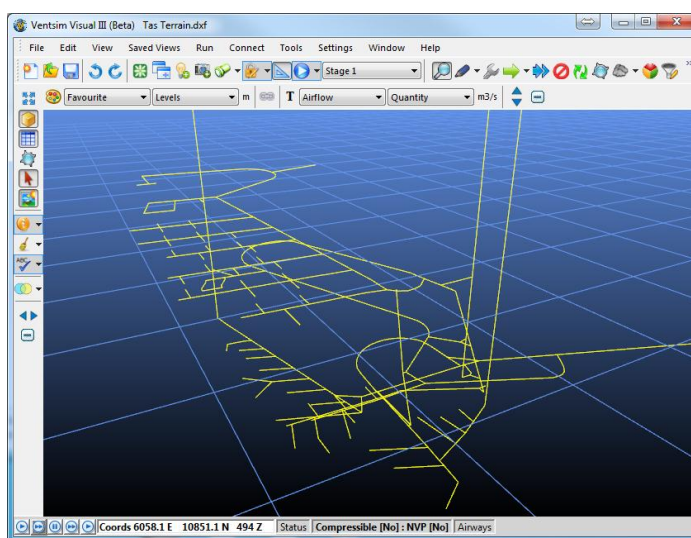 Ventsim Visual III (Beta) Tas Terrain.dxf
File Edit View Saved Views Run Connect Tools Settings Window Help
Stage 1
Favourite Levels m T Airflow Quantity m3/s
ABC
Coords 6058.1 E 10851.1 N 494 Z Status Compressible [No] : NVP [No] Airways